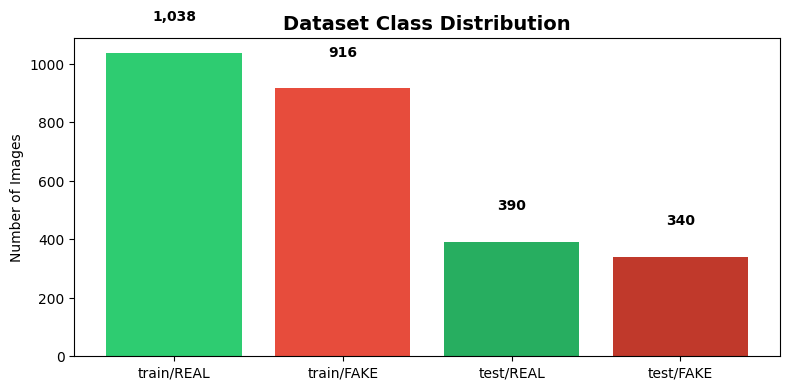 Dataset Class Distribution
1,038
916
390
340
Number of Images
1000
800
600
400
200
0
train/REAL
train/FAKE
test/REAL
test/FAKE